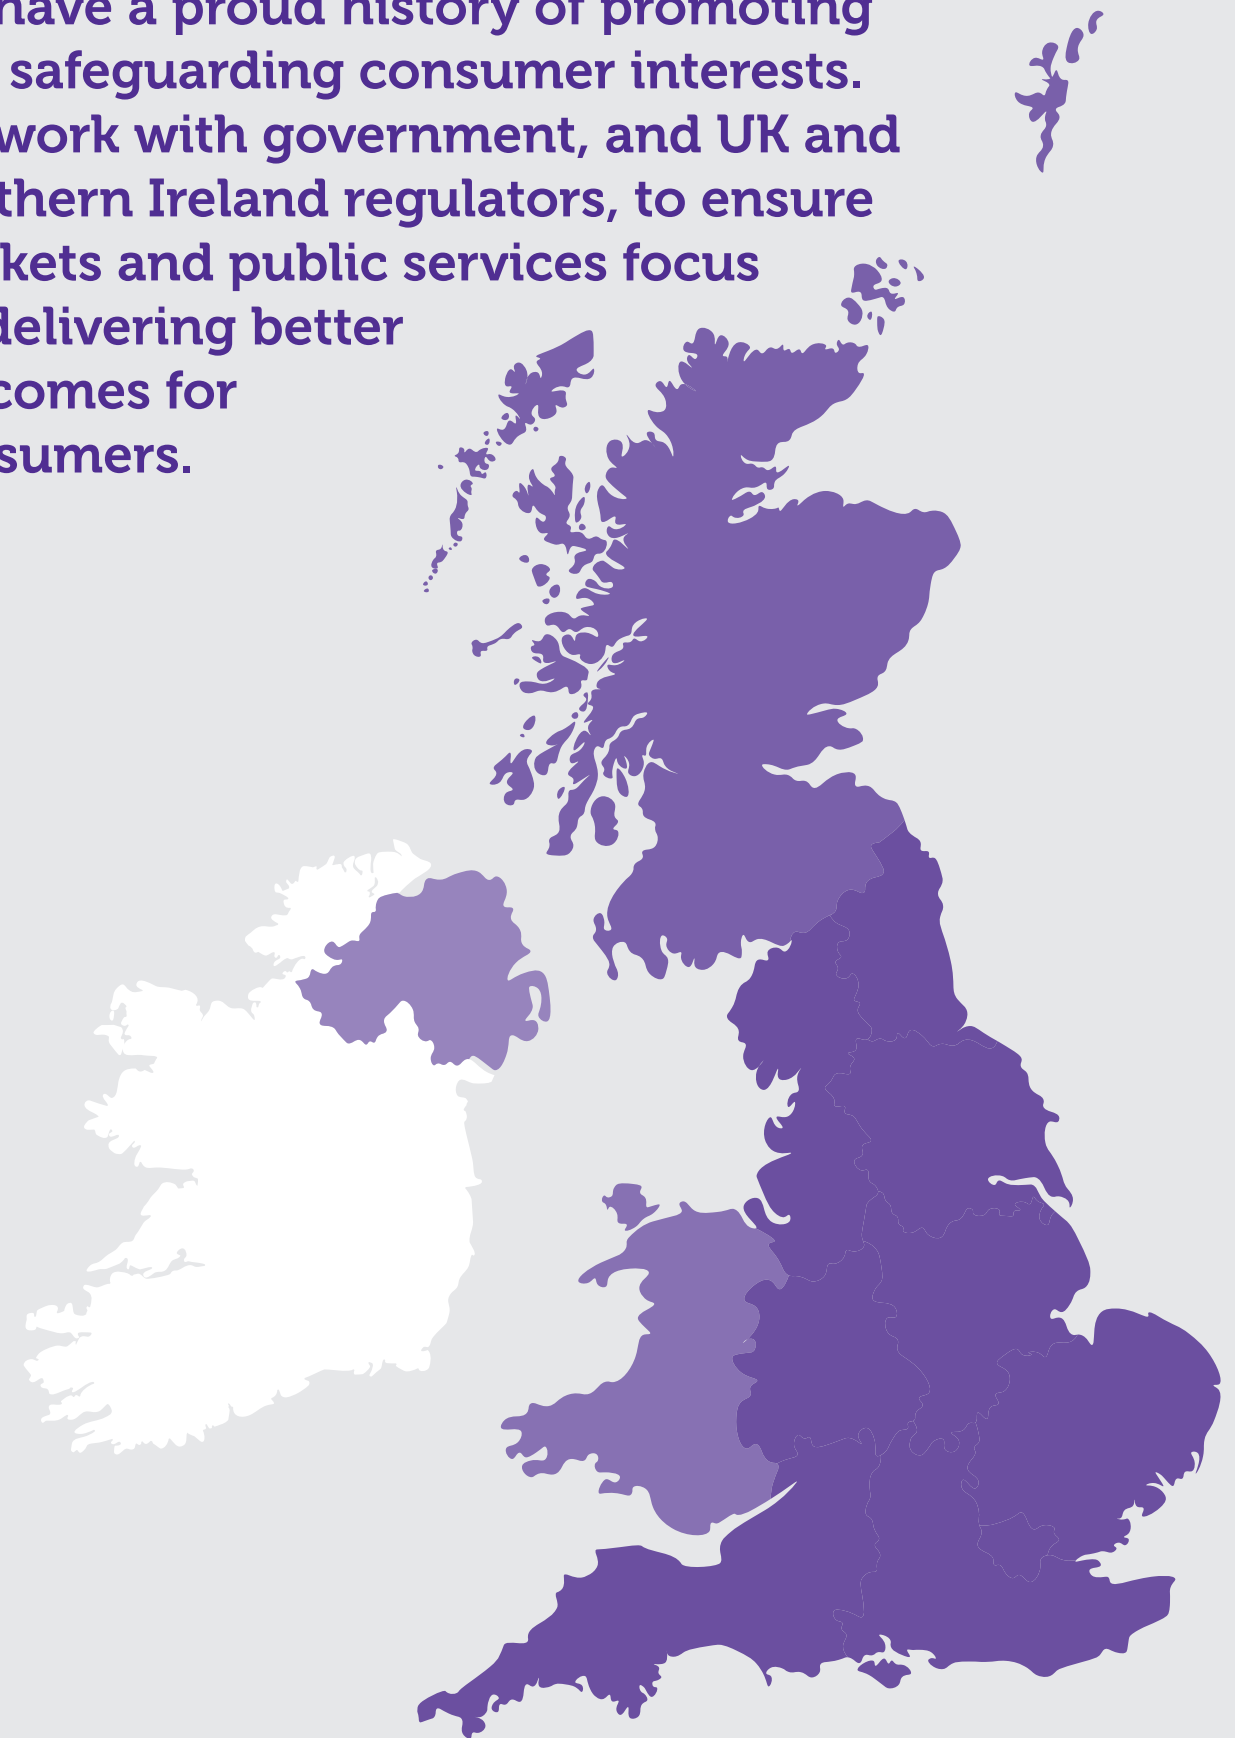 have a proud history of promoting
safeguarding consumer interests.
work with government, and UK and
thern Ireland regulators, to ensure
kets and public services focus
delivering better
comes for
sumers.